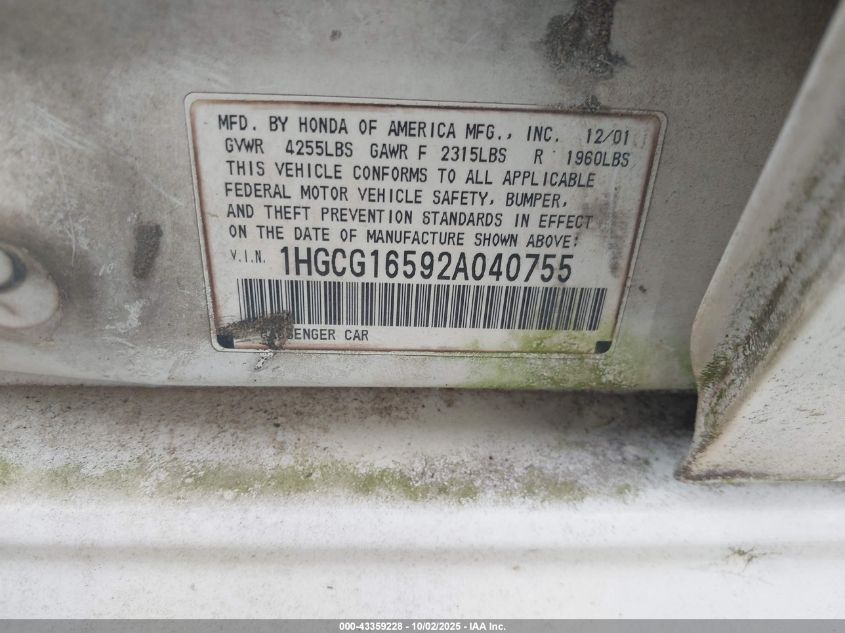 MFD. BY HONDA OF AMERICA MFG., INC. 12/01
GVWR 4255LBS GAWR F 2315LBS R 1960LBS
THIS VEHICLE CONFORMS TO ALL APPLICABLE
FEDERAL MOTOR VEHICLE SAFETY, BUMPER,
AND THEFT PREVENTION STANDARDS IN EFFECT
ON THE DATE OF MANUFACTURE SHOWN ABOVE:
V.I.N. 1HGCG16592A040755
ENGER CAR
000-43359228 - 10/02/2025 - IAA Inc.